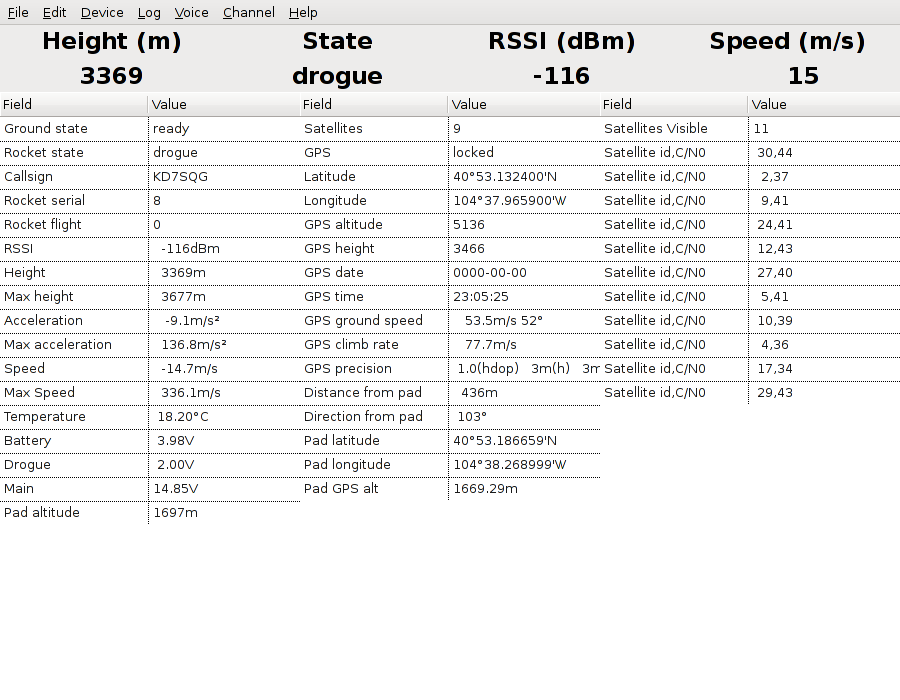 File Edit Device Log Voice Channel Help
Height (m) State RSSI (dBm) Speed (m/s)
3369 drogue -116 15
Field Value Field Value Field Value
Ground state ready Satellites 9 Satellites Visible 11
Rocket state drogue GPS locked Satellite id,C/N0 30,44
Callsign KD7SQG Latitude 40°53.132400'N Satellite id,C/N0 2,37
Rocket serial 8 Longitude 104°37.965900'W Satellite id,C/N0 9,41
Rocket flight 0 GPS altitude 5136 Satellite id,C/N0 24,41
RSSI -116dBm GPS height 3466 Satellite id,C/N0 12,43
Height 3369m GPS date 0000-00-00 Satellite id,C/N0 27,40
Max height 3677m GPS time 23:05:25 Satellite id,C/N0 5,41
Acceleration -9.1m/s² GPS ground speed 53.5m/s 52° Satellite id,C/N0 10,39
Max acceleration 136.8m/s² GPS climb rate 77.7m/s Satellite id,C/N0 4,36
Speed -14.7m/s GPS precision 1.0(hdop) 3m(h) 3m Satellite id,C/N0 17,34
Max Speed 336.1m/s Distance from pad 436m Satellite id,C/N0 29,43
Temperature 18.20°C Direction from pad 103°
Battery 3.98V Pad latitude 40°53.186659'N
Drogue 2.00V Pad longitude 104°38.268999'W
Main 14.85V Pad GPS alt 1669.29m
Pad altitude 1697m